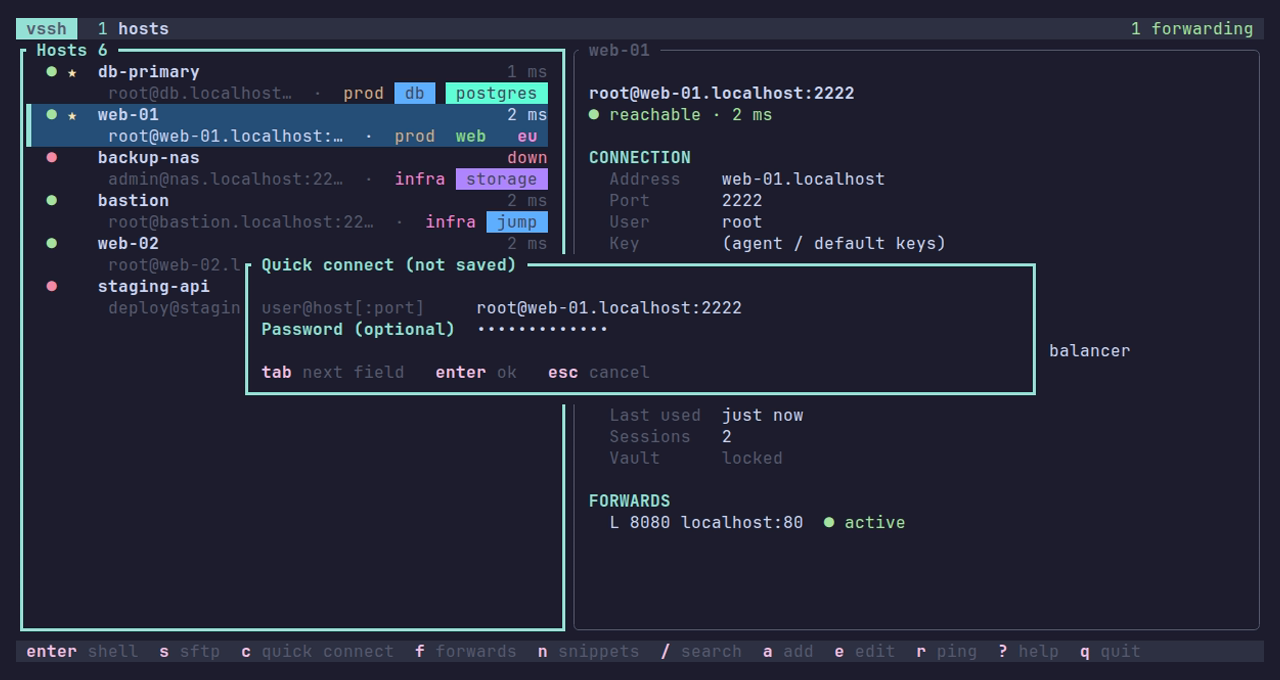 vssh 1 hosts 1 forwarding
Hosts 6
★ db-primary 1 ms
root@db.localhost… · prod db postgres
★ web-01 2 ms
root@web-01.localhost:… · prod web eu
backup-nas down
admin@nas.localhost:22… · infra storage
bastion 2 ms
root@bastion.localhost:22… · infra jump
web-02 2 ms
root@web-02.l
staging-api
deploy@stagin
web-01
root@web-01.localhost:2222
● reachable · 2 ms
CONNECTION
Address web-01.localhost
Port 2222
User root
Key (agent / default keys)
Quick connect (not saved)
user@host[:port] root@web-01.localhost:2222
Password (optional) •••••••••••••
tab next field enter ok esc cancel
balancer
Last used just now
Sessions 2
Vault locked
FORWARDS
L 8080 localhost:80 ● active
enter shell s sftp c quick connect f forwards n snippets / search a add e edit r ping ? help q quit